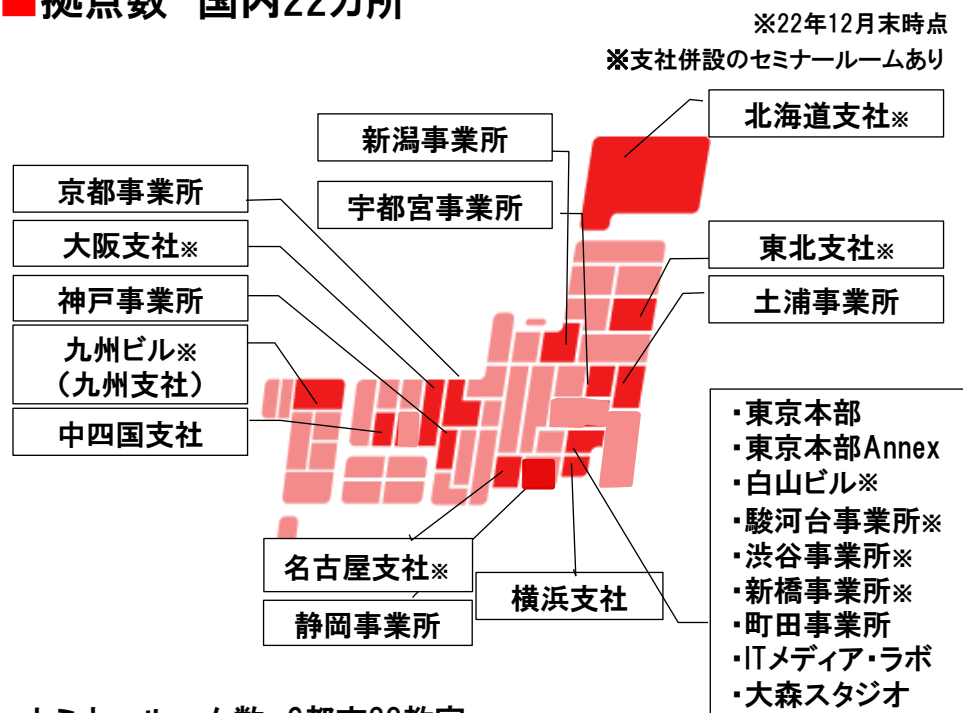 ■拠点数 国内22カ所
※22年12月末時点
※支社併設のセミナールームあり
北海道支社※
新潟事業所
京都事業所
宇都宮事業所
大阪支社※
東北支社※
神戸事業所
土浦事業所
九州ビル※
（九州支社）
中四国支社
・東京本部
・東京本部Annex
・白山ビル※
・駿河台事業所※
・渋谷事業所※
・新橋事業所※
・町田事業所
・ITメディア・ラボ
・大森スタジオ
名古屋支社※
横浜支社
静岡事業所